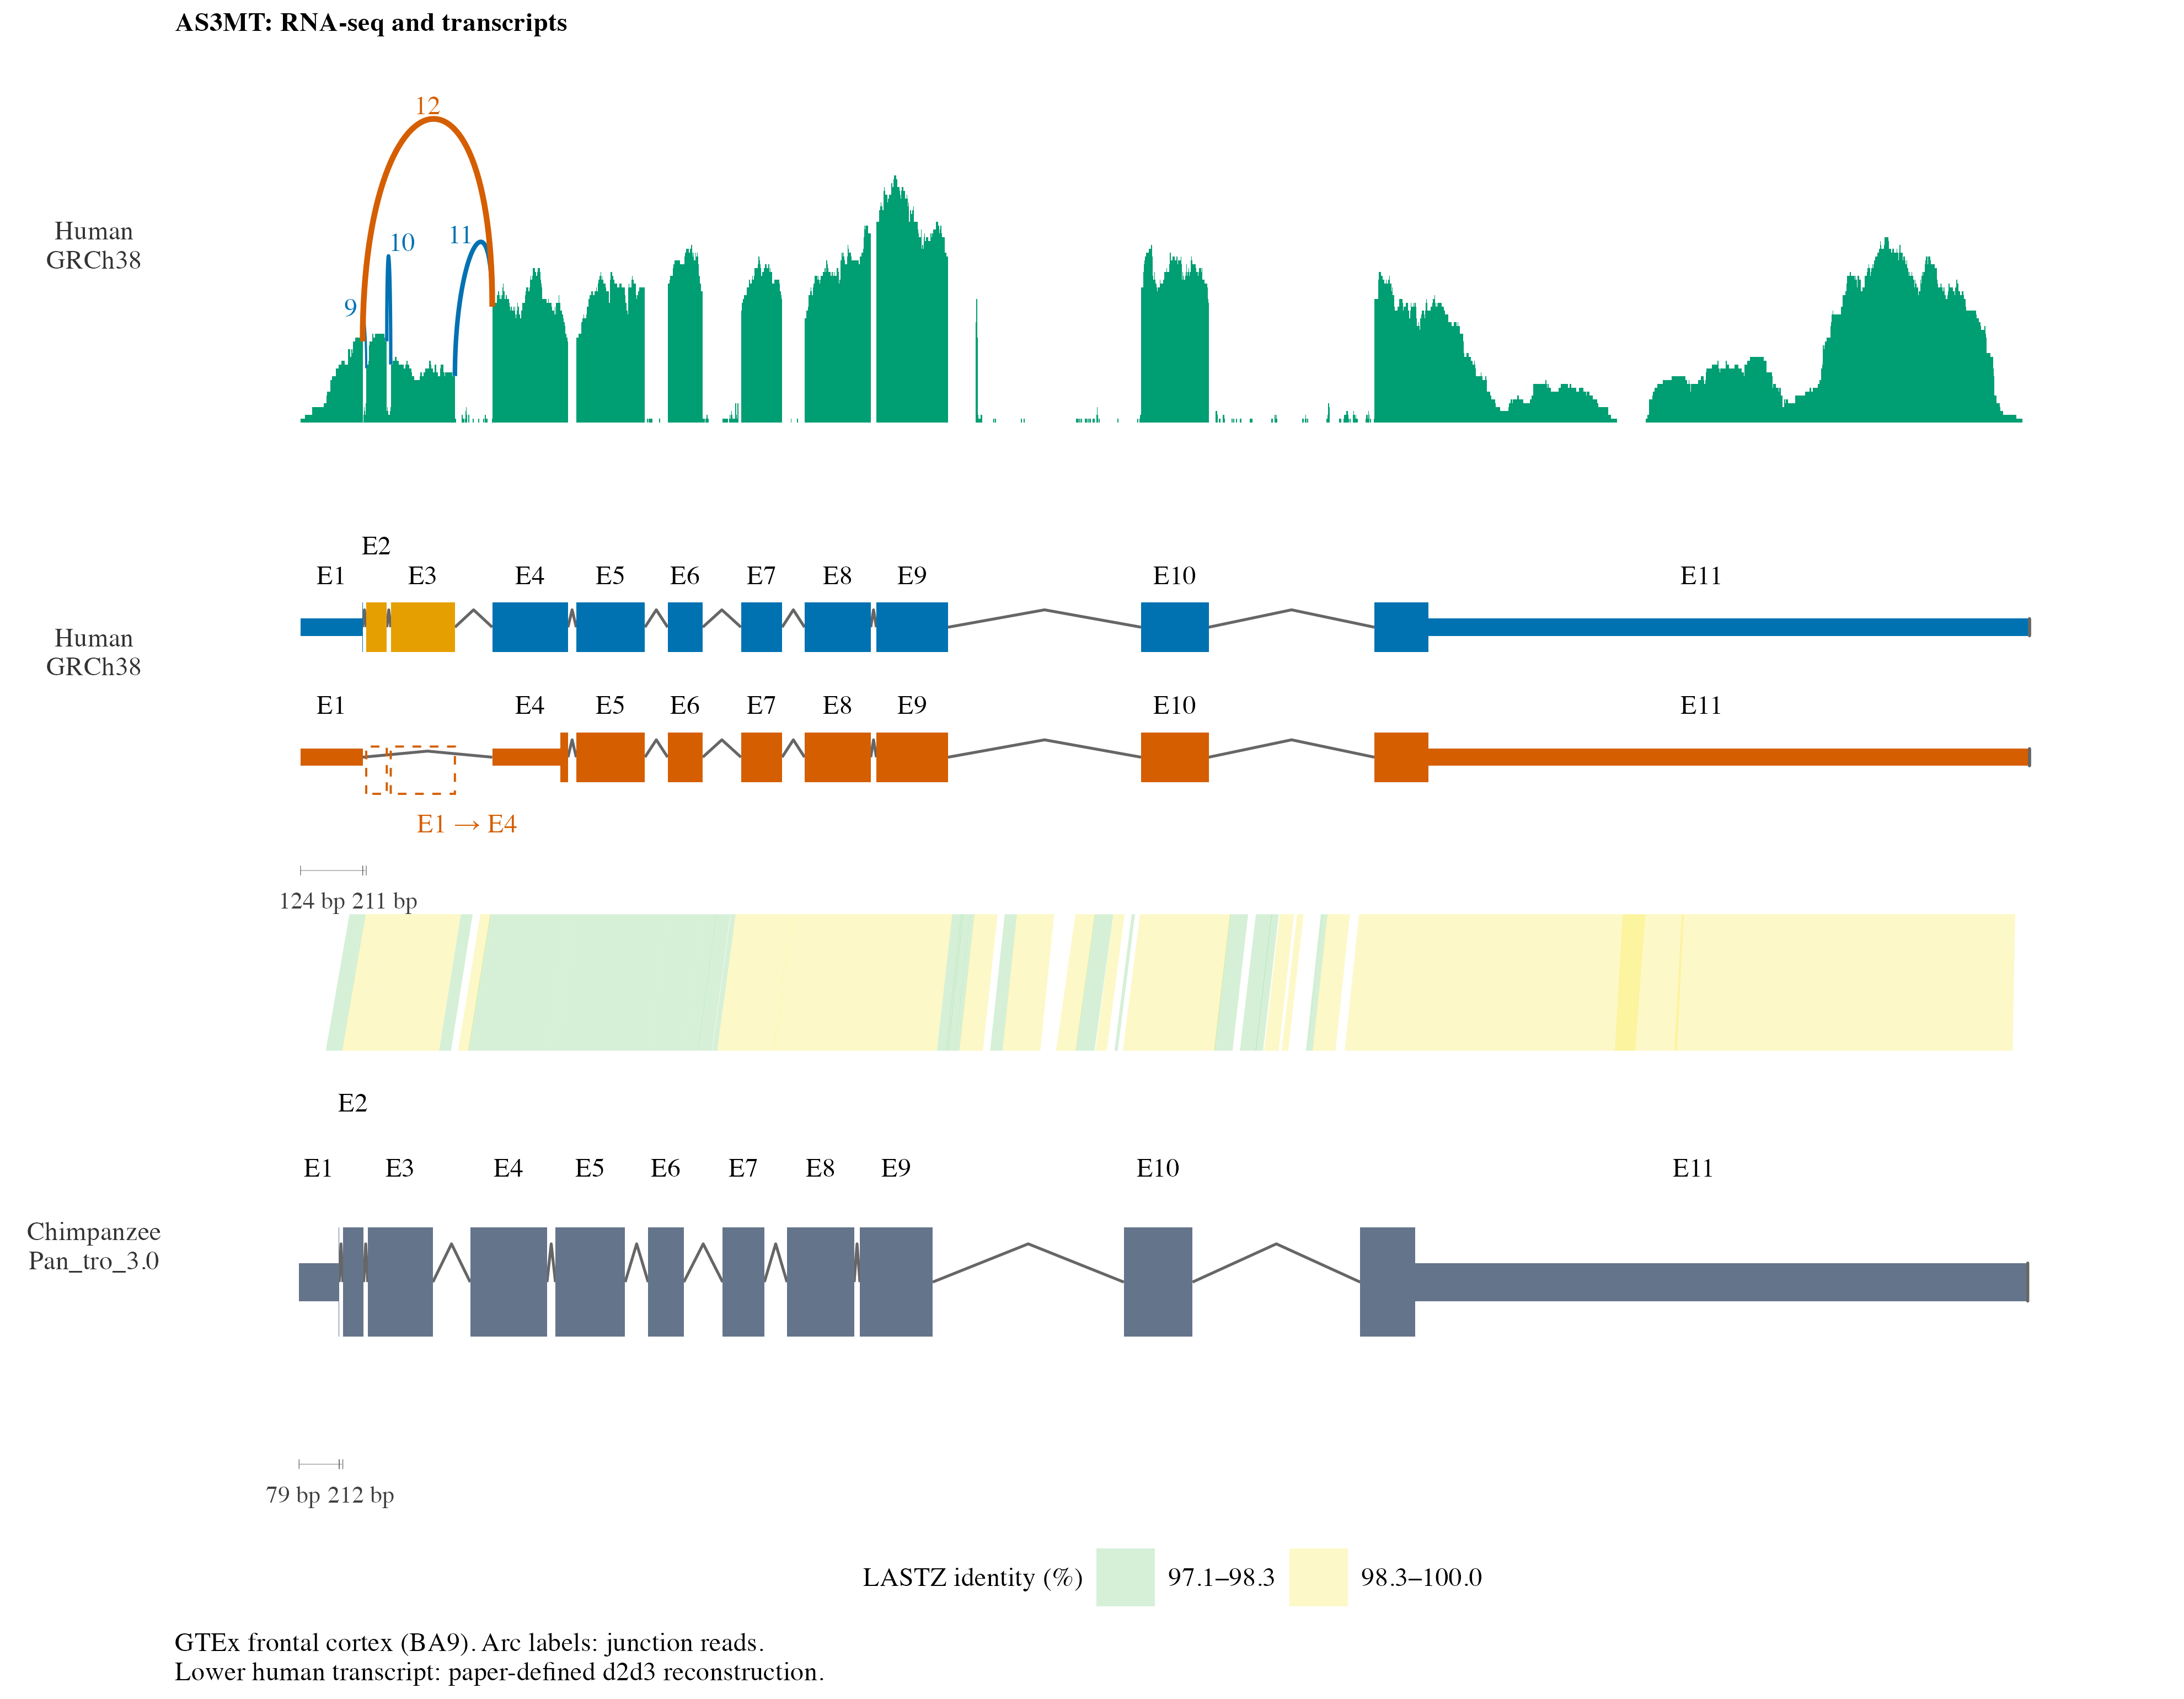 AS3MT: RNA-seq and transcripts
12
10
11
9
Human
GRCh38
E2
E1 E3 E4 E5 E6 E7 E8 E9 E10 E11
Human
GRCh38
E1 E4 E5 E6 E7 E8 E9 E10 E11
E1 → E4
124 bp 211 bp
E2
E1 E3 E4 E5 E6 E7 E8 E9 E10 E11
Chimpanzee
Pan_tro_3.0
79 bp 212 bp
LASTZ identity (%) 97.1–98.3 98.3–100.0
GTEx frontal cortex (BA9). Arc labels: junction reads.
Lower human transcript: paper-defined d2d3 reconstruction.